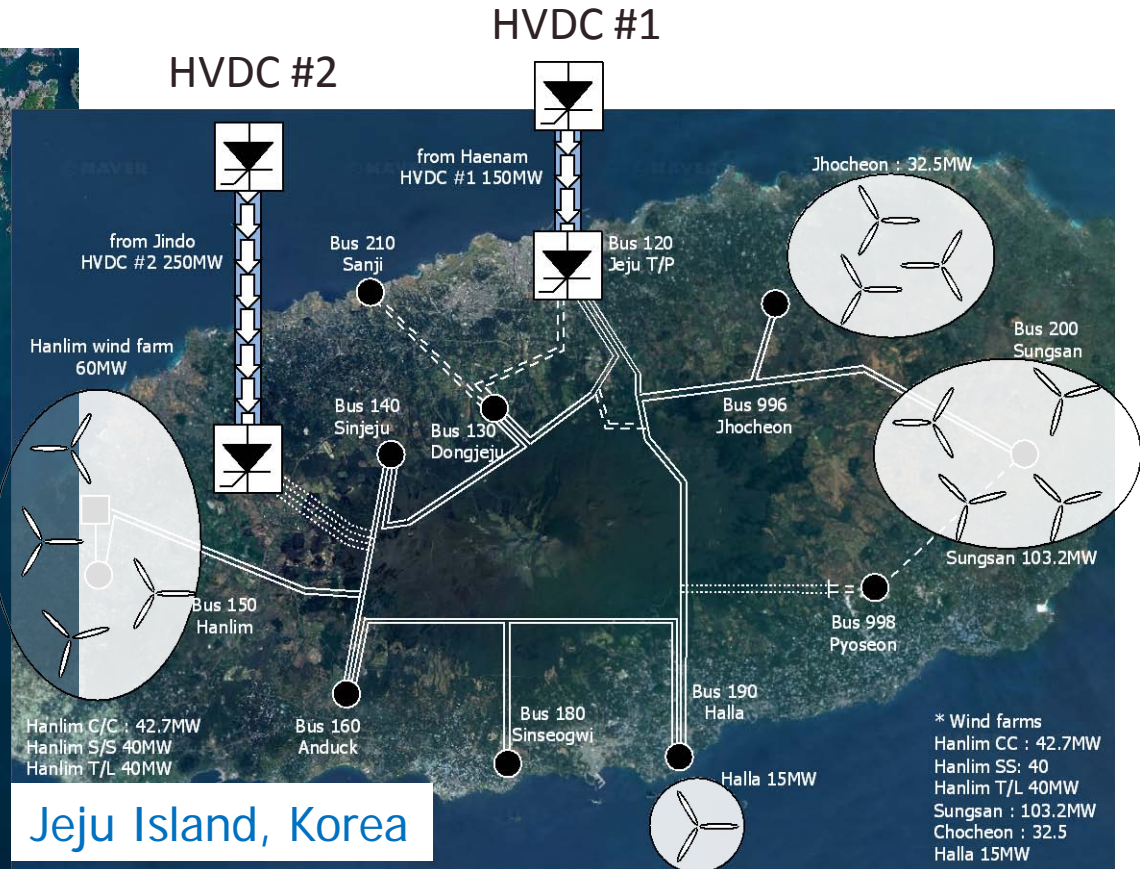 HVDC #1
HVDC #2
from Haenam
HVDC #1 150MW
Jhocheon : 32.5MW
from Jindo
HVDC #2 250MW
Bus 210
Sanji
Bus 120
Jeju T/P
Hanlim wind farm
60MW
Bus 200
Sungsan
Bus 140
Sinjeju
Bus 130
Dongjeju
Bus 996
Jhocheon
Sungsan 103.2MW
Bus 150
Hanlim
Bus 998
Pyoseon
Hanlim C/C : 42.7MW
Hanlim S/S 40MW
Hanlim T/L 40MW
Bus 160
Anduck
Bus 180
Sinseogwi
Bus 190
Halla
Halla 15MW
* Wind farms
Hanlim CC : 42.7MW
Hanlim SS: 40
Hanlim T/L 40MW
Sungsan : 103.2MW
Chocheon : 32.5
Halla 15MW
Jeju Island, Korea